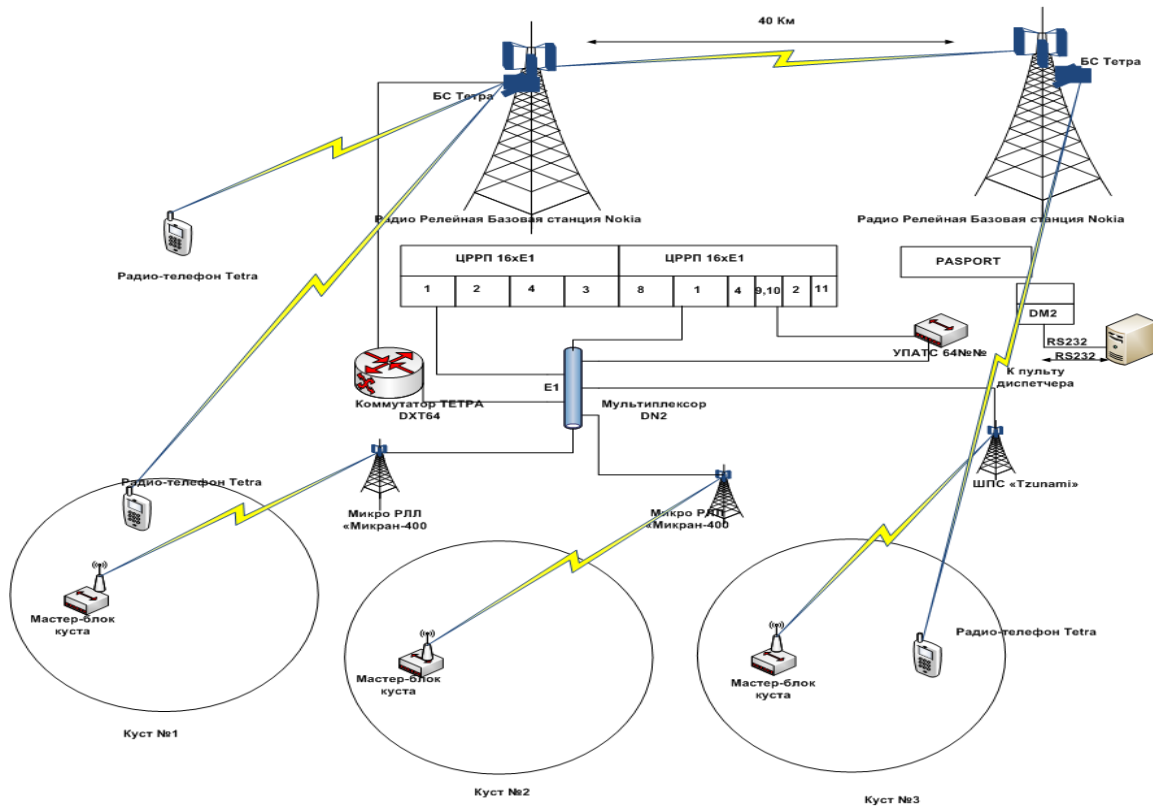 40 Км
БС Тетра
БС Тетра
Радио Релейная Базовая станция Nokia
Радио Релейная Базовая станция Nokia
Радио-телефон Tetra
ЦРРП 16хЕ1
ЦРРП 16хЕ1
1
2
4
3
8
1
4
9,10
2
11
PASPORT
DM2
RS232
RS232
К пульту
диспетчера
УПАТС 64№№
E1
Коммутатор ТЕТРА
DXT64
Мультиплексор
DN2
Радио-телефон Tetra
Микро РЛЛ
«Микран-400
Микро РЛЛ
«Микран-400
ШПС «Tzunami»
Мастер-блок
куста
Мастер-блок
куста
Мастер-блок
куста
Радио-телефон Tetra
Куст №1
Куст №2
Куст №3